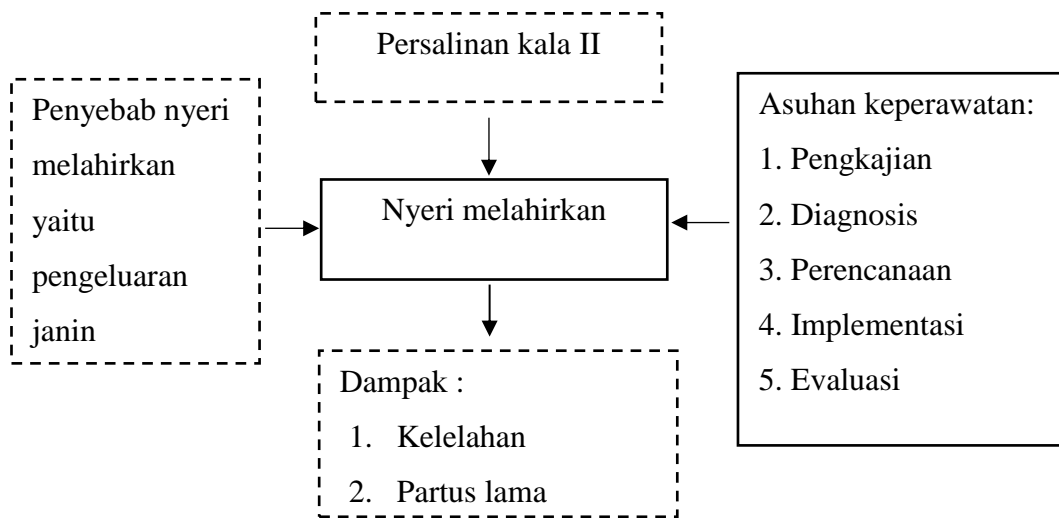 Persalinan kala II
Penyebab nyeri
melahirkan
yaitu
pengeluaran
janin
Nyeri melahirkan
Asuhan keperawatan:
1. Pengkajian
2. Diagnosis
3. Perencanaan
4. Implementasi
5. Evaluasi
Dampak :
1. Kelelahan
2. Partus lama